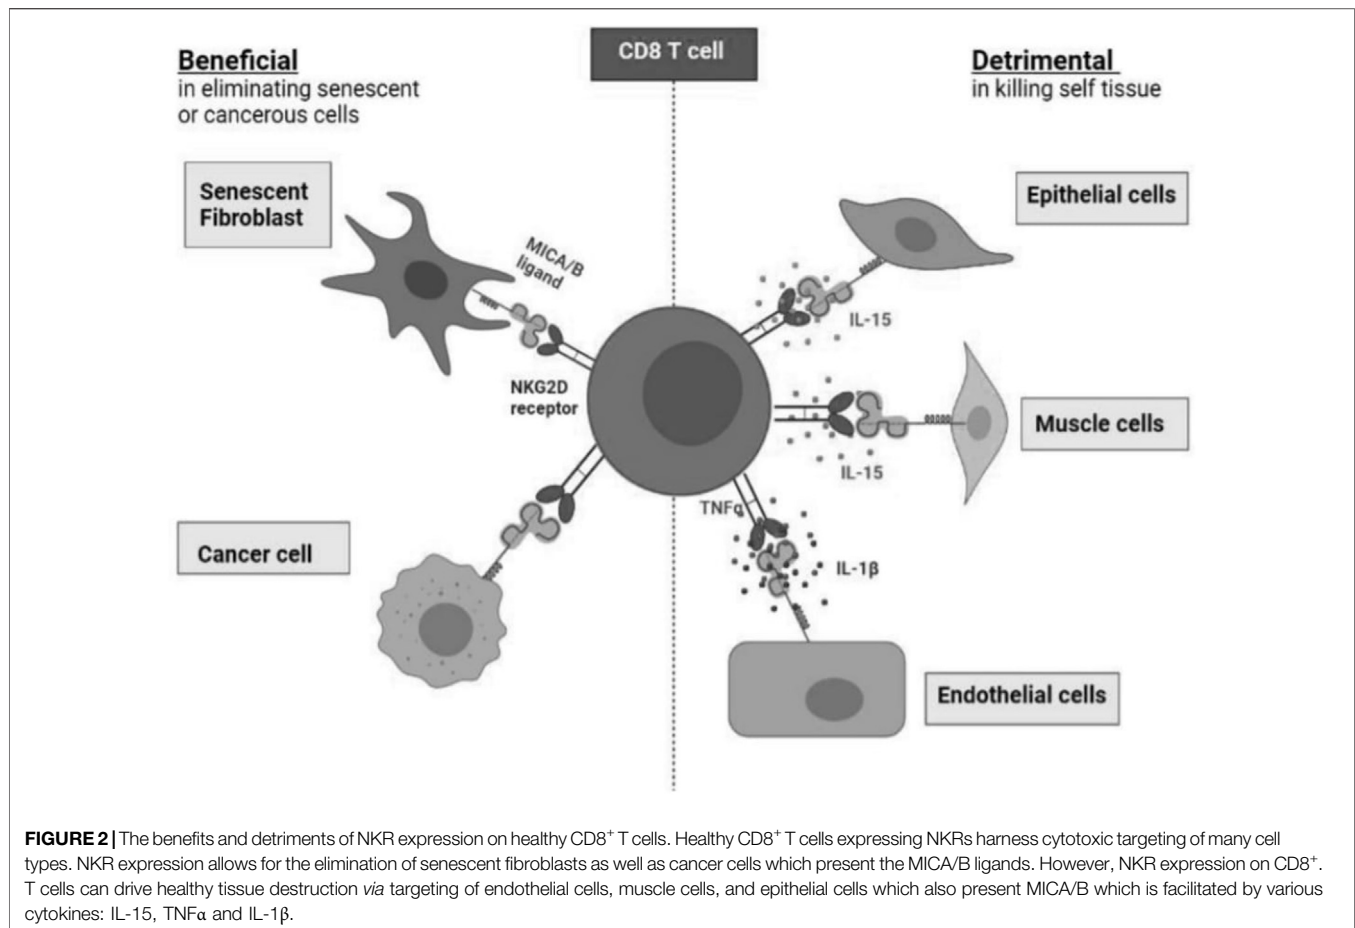 Beneficial
in eliminating senescent
or cancerous cells
CD8 T cell
Detrimental
in killing self tissue
Senescent
Fibroblast
MICA/B
ligand
NKG2D
receptor
Cancer cell
Epithelial cells
IL-15
Muscle cells
IL-15
TNFα
IL-1β
Endothelial cells
FIGURE 2 | The benefits and detriments of NKR expression on healthy CD8⁺ T cells. Healthy CD8⁺ T cells expressing NKRs harness cytotoxic targeting of many cell
types. NKR expression allows for the elimination of senescent fibroblasts as well as cancer cells which present the MICA/B ligands. However, NKR expression on CD8⁺.
T cells can drive healthy tissue destruction via targeting of endothelial cells, muscle cells, and epithelial cells which also present MICA/B which is facilitated by various
cytokines: IL-15, TNFα and IL-1β.